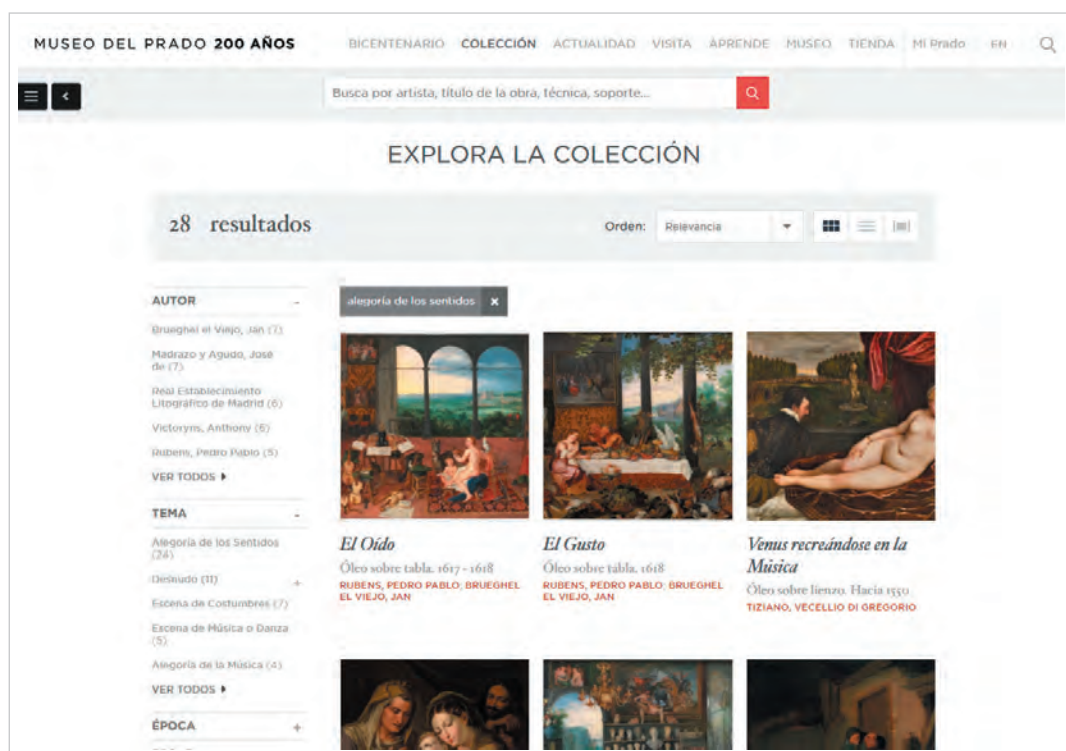 MUSEO DEL PRADO 200 AÑOS
BICENTENARIO COLECCIÓN ACTUALIDAD VISITA APRENDE MUSEO TIENDA Mi Prado EN
Busca por artista, título de la obra, técnica, soporte...
EXPLORA LA COLECCIÓN
28 resultados
Orden: Relevancia
AUTOR -
Brueghel el Viejo, Jan (7)
Madrazo y Agudo, José
de (7)
Real Establecimiento
Litográfico de Madrid (6)
Victoryns, Anthony (6)
Rubens, Pedro Pablo (5)
VER TODOS
TEMA -
Alegoría de los Sentidos
(24)
Desnudo (11) +
Escena de Costumbres (7)
Escena de Música o Danza
(5)
Alegoría de la Música (4)
VER TODOS
ÉPOCA +
alegoría de los sentidos x
El Oído
Óleo sobre tabla. 1617 - 1618
RUBENS, PEDRO PABLO; BRUEGHEL
EL VIEJO, JAN
El Gusto
Óleo sobre tabla. 1618
RUBENS, PEDRO PABLO; BRUEGHEL
EL VIEJO, JAN
Venus recreándose en la
Música
Óleo sobre lienzo. Hacia 1550
TIZIANO, VECELLIO DI GREGORIO